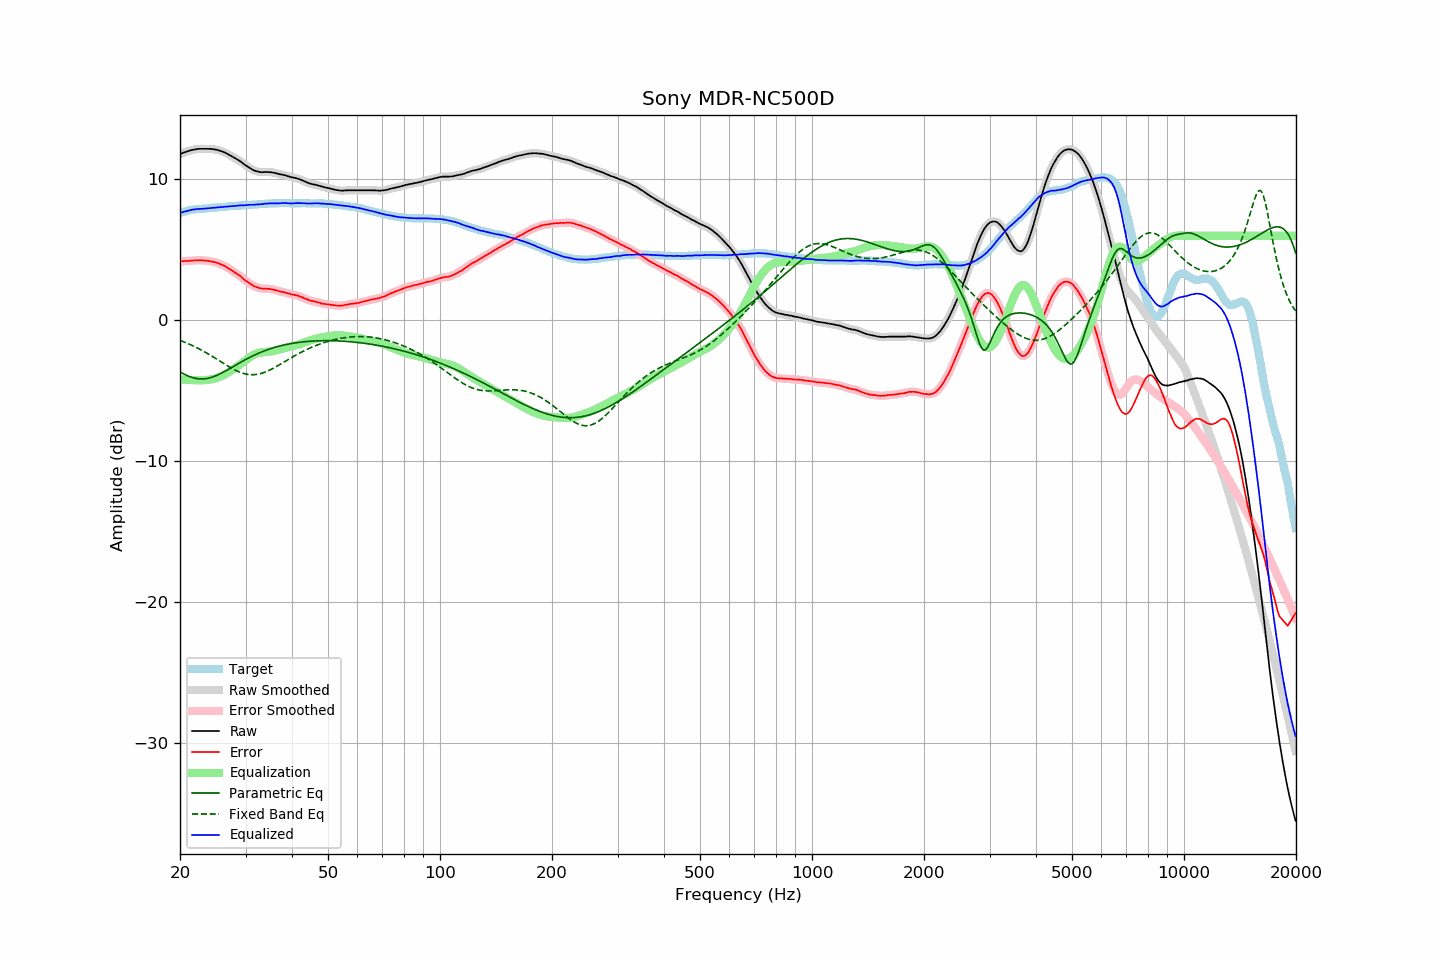 Sony MDR-NC500D
Amplitude (dBr)
10
0
−10
−20
−30
Target
Raw Smoothed
Error Smoothed
Raw
Error
Equalization
Parametric Eq
Fixed Band Eq
Equalized
20 50 100 200 500 1000 2000 5000 10000 20000
Frequency (Hz)